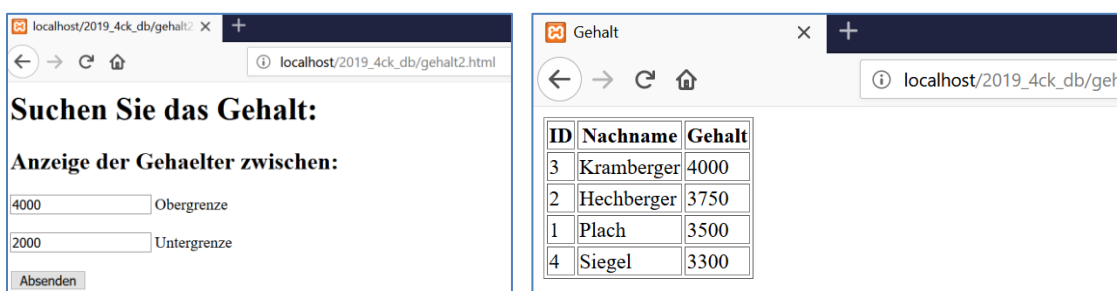 localhost/2019_4ck_db/gehalt2
localhost/2019_4ck_db/gehalt2.html
Suchen Sie das Gehalt:
Anzeige der Gehaelter zwischen:
4000 Obergrenze
2000 Untergrenze
Absenden
Gehalt
localhost/2019_4ck_db/geh
ID Nachname Gehalt
3 Kramberger 4000
2 Hechberger 3750
1 Plach 3500
4 Siegel 3300